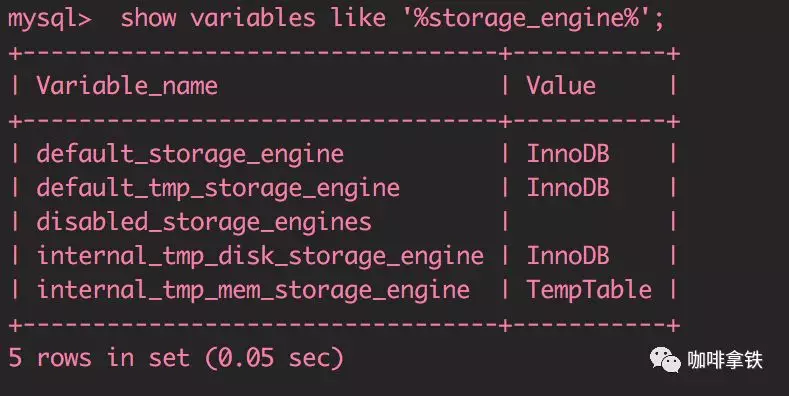 mysql>  show variables like '%storage_engine%';
+----------------------------------+-----------+
| Variable_name                    | Value     |
+----------------------------------+-----------+
| default_storage_engine           | InnoDB    |
| default_tmp_storage_engine       | InnoDB    |
| disabled_storage_engines         |           |
| internal_tmp_disk_storage_engine | InnoDB    |
| internal_tmp_mem_storage_engine  | TempTable |
+----------------------------------+-----------+
5 rows in set (0.05 sec)
咖啡拿铁